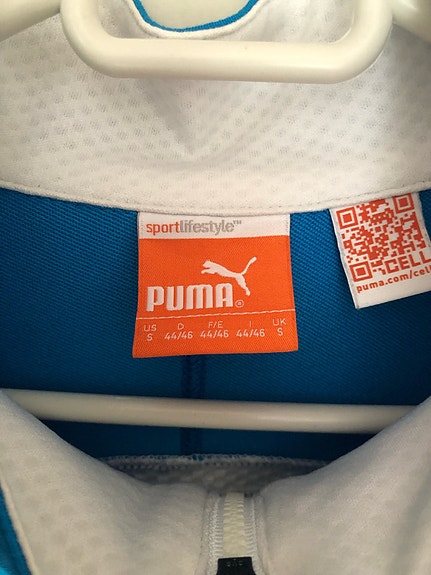 sportlifestyle™
PUMA®
US D F/E I UK
S 44/46 44/46 44/46 S
CELL
puma.com/cell